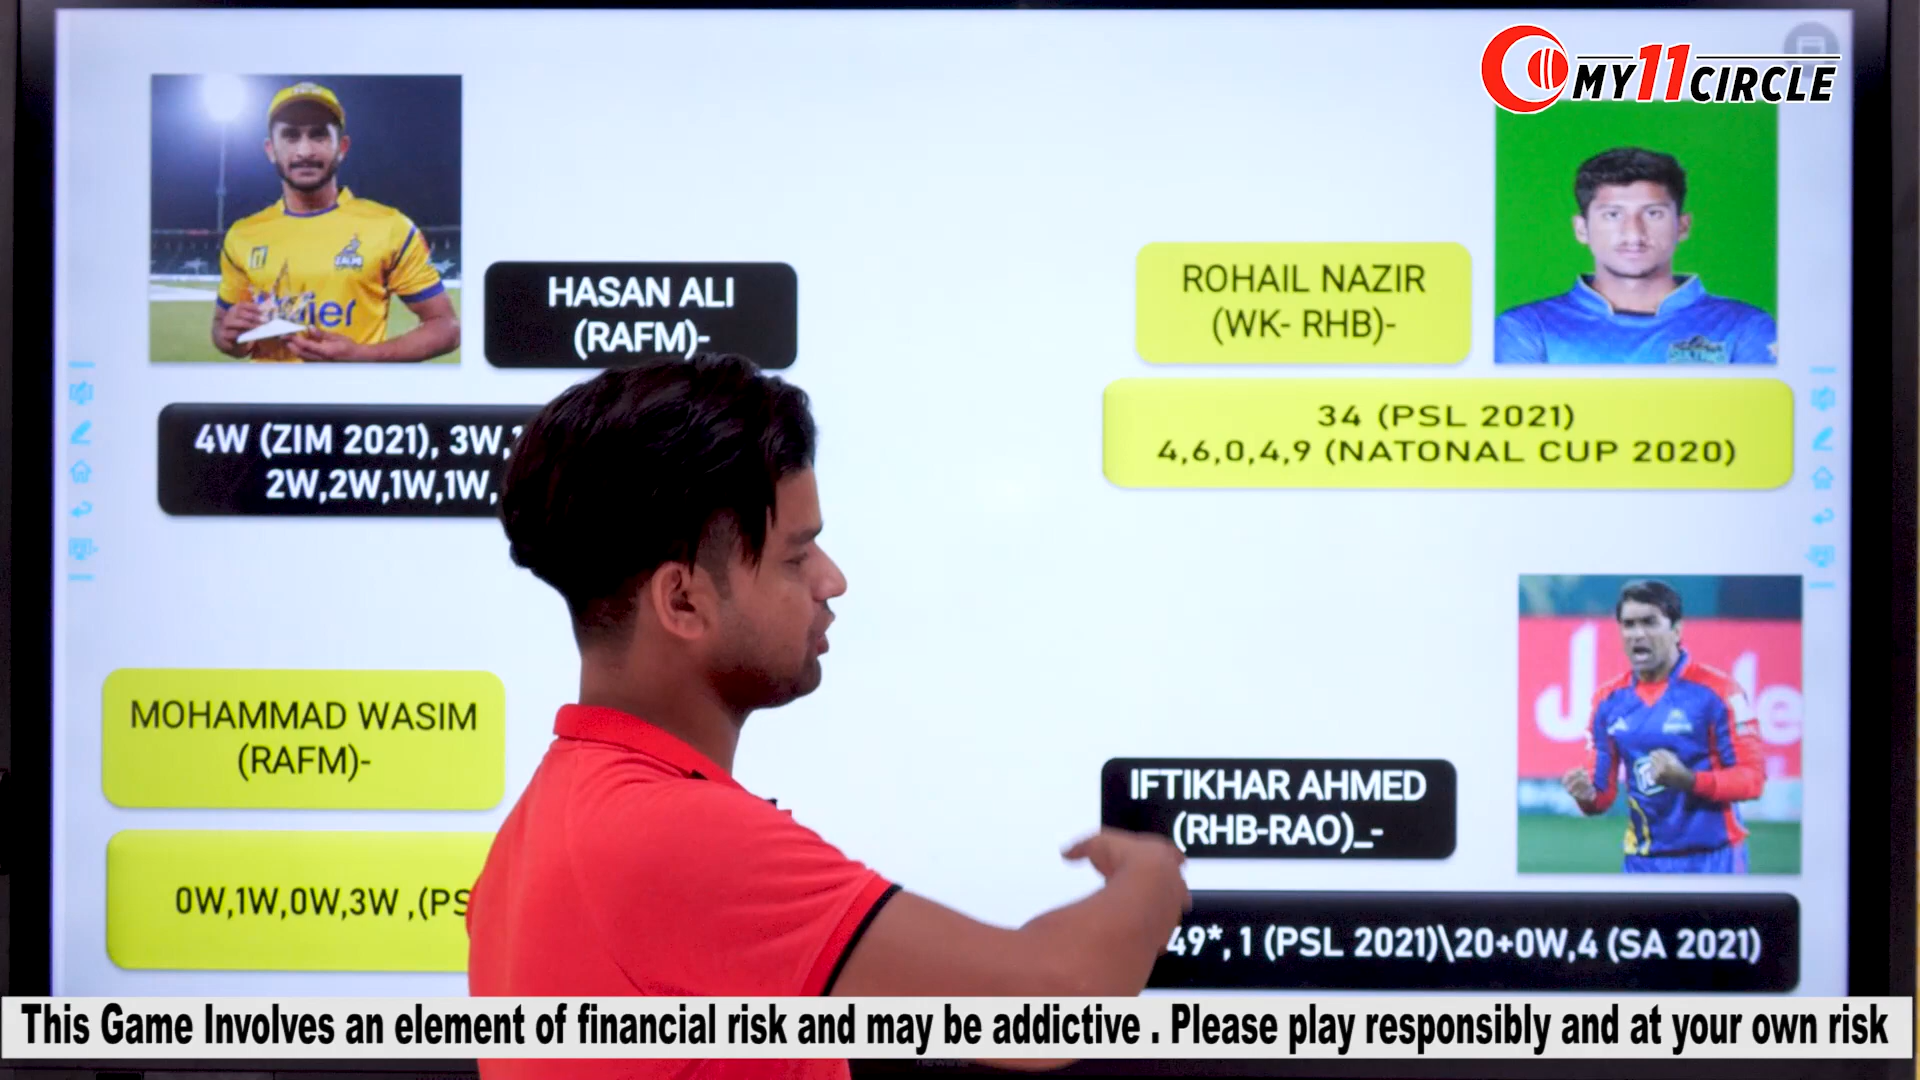 MY11CIRCLE
HASAN ALI
(RAFM)-
4W (ZIM 2021), 3W,
2W,2W,1W,1W,
ROHAIL NAZIR
(WK- RHB)-
34 (PSL 2021)
4,6,0,4,9 (NATONAL CUP 2020)
MOHAMMAD WASIM
(RAFM)-
0W,1W,0W,3W ,(PS
IFTIKHAR AHMED
(RHB-RAO)_-
49*, 1 (PSL 2021)\20+0W,4 (SA 2021)
This Game Involves an element of financial risk and may be addictive . Please play responsibly and at your own risk